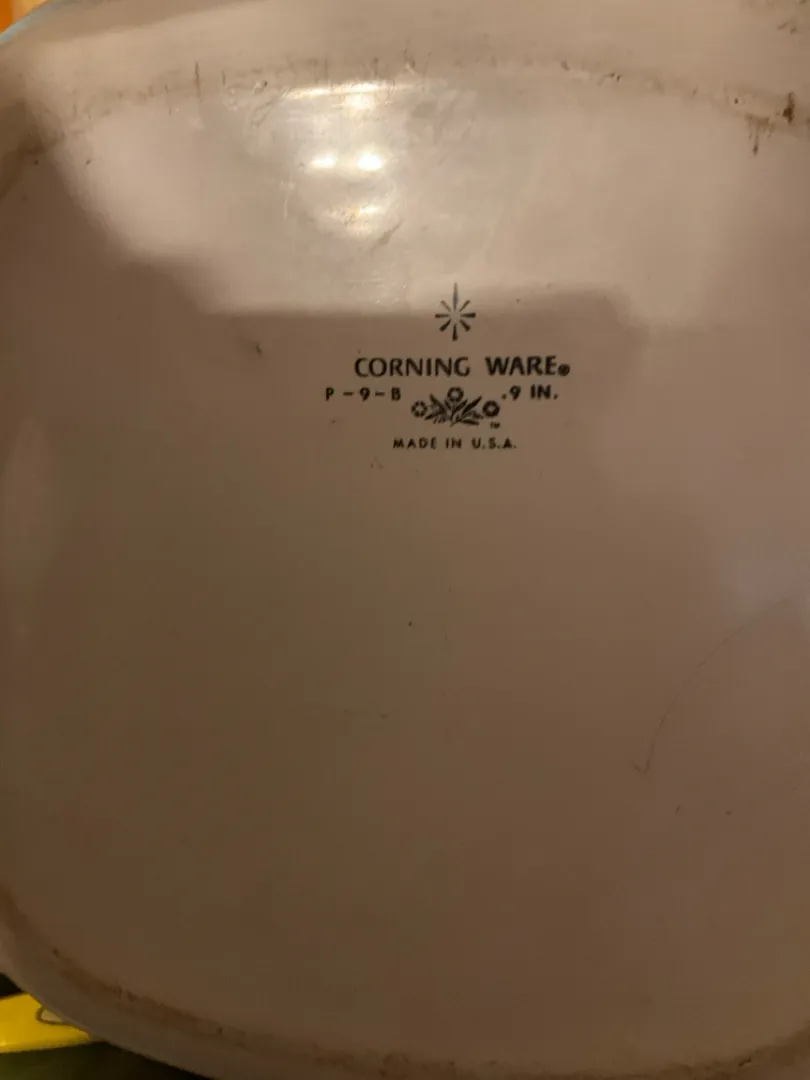 CORNING WARE®
P-9-B .9 IN.
TM
MADE IN U.S.A.